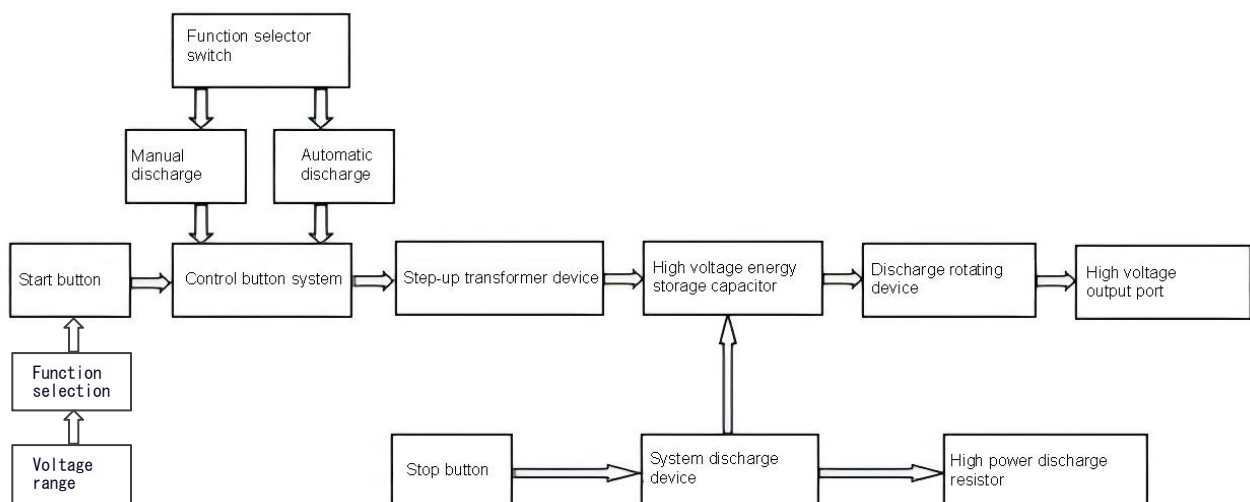 Function selector
switch
Manual
discharge
Automatic
discharge
Start button
Control button system
Step-up transformer device
High voltage energy
storage capacitor
Discharge rotating
device
High voltage
output port
Function
selection
Voltage
range
Stop button
System discharge
device
High power discharge
resistor